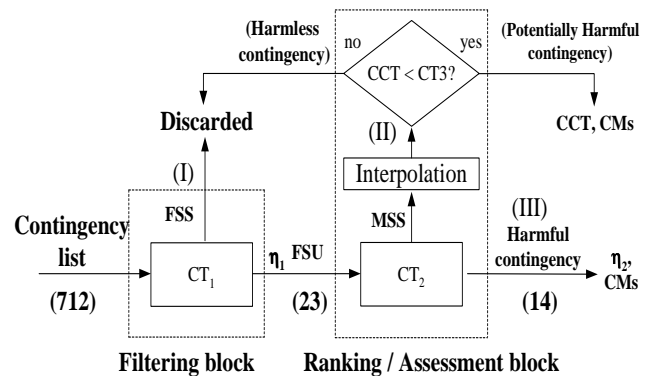 (Harmless
contingency)
no
yes
(Potentially Harmful
contingency)
CCT < CT3?
Discarded
(II)
CCT, CMs
(I)
Interpolation
FSS
MSS
(III)
Contingency
list
Harmful
contingency
CT₁
η₁ FSU
CT₂
η₂,
CMs
(712)
(23)
(14)
Filtering block
Ranking / Assessment block